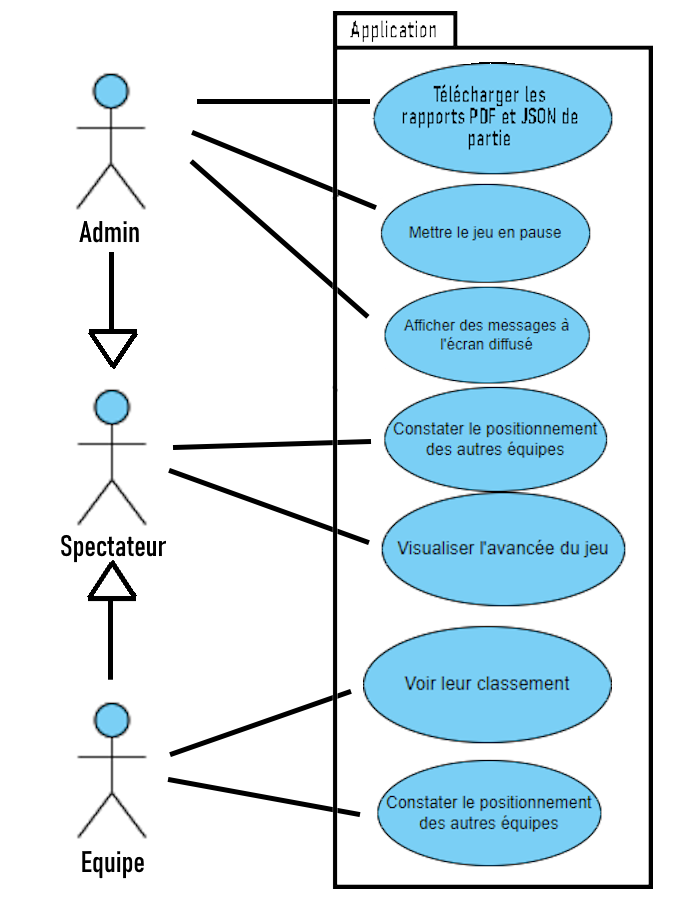 Application
Télécharger les
rapports PDF et JSON de
partie
Admin
Mettre le jeu en pause
Afficher des messages à
l'écran diffusé
Constater le positionnement
des autres équipes
Spectateur
Visualiser l'avancée du jeu
Voir leur classement
Constater le positionnement
des autres équipes
Equipe